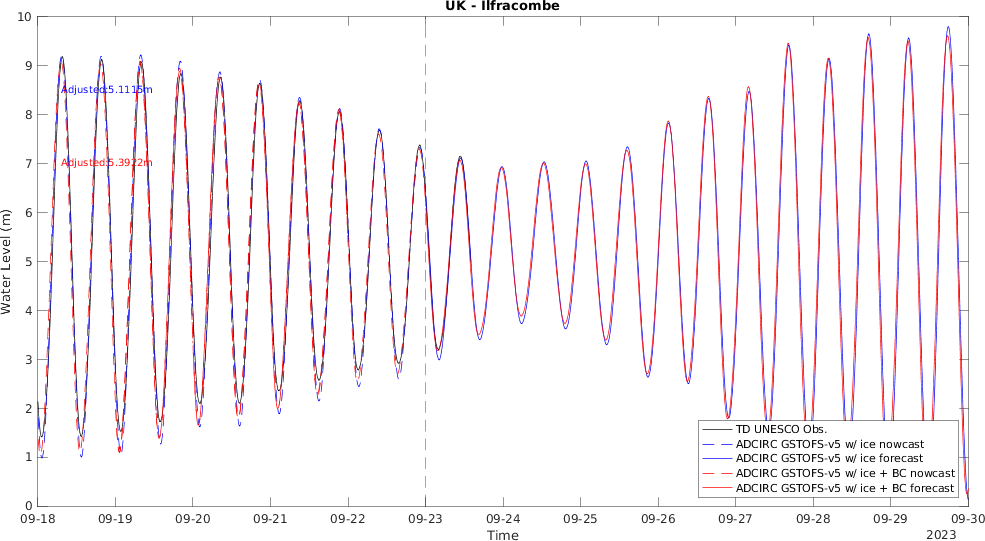 UK - Ilfracombe
10
9
8
7
6
5
4
3
2
1
0
Water Level (m)
Adjusted:5.1115m
Adjusted:5.3922m
TD UNESCO Obs.
ADCIRC GSTOFS-v5 w/ ice nowcast
ADCIRC GSTOFS-v5 w/ ice forecast
ADCIRC GSTOFS-v5 w/ ice + BC nowcast
ADCIRC GSTOFS-v5 w/ ice + BC forecast
09-18 09-19 09-20 09-21 09-22 09-23 09-24 09-25 09-26 09-27 09-28 09-29 09-30
Time
2023